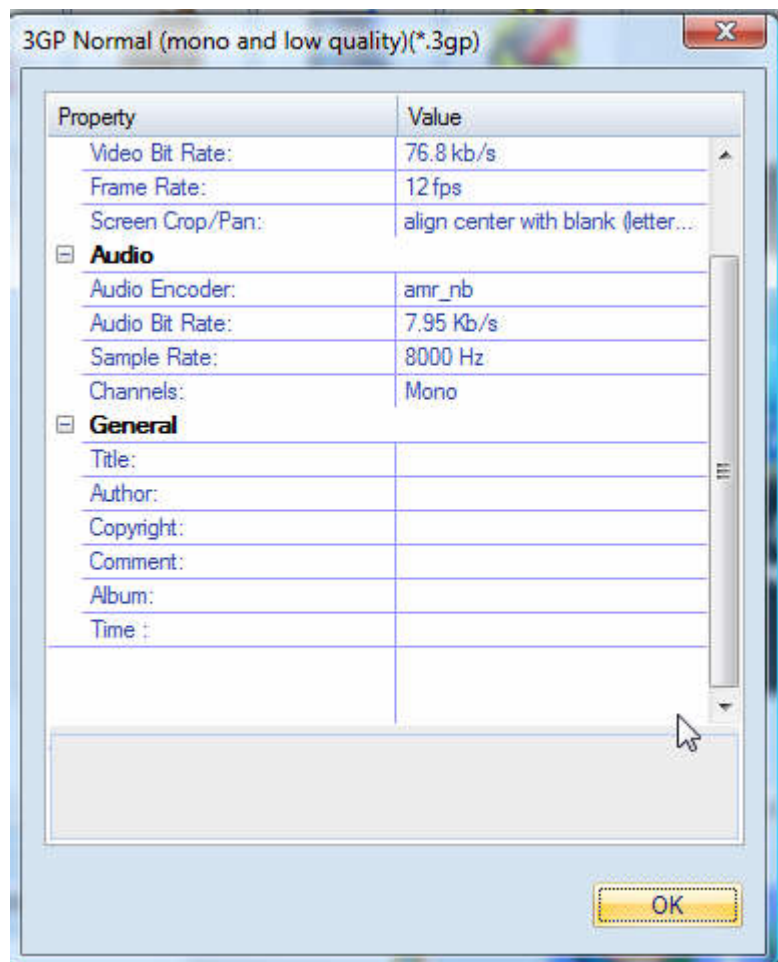 3GP Normal (mono and low quality)(*.3gp)
Property Value
Video Bit Rate: 76.8 kb/s
Frame Rate: 12 fps
Screen Crop/Pan: align center with blank (letter...
Audio
Audio Encoder: amr_nb
Audio Bit Rate: 7.95 Kb/s
Sample Rate: 8000 Hz
Channels: Mono
General
Title:
Author:
Copyright:
Comment:
Album:
Time :
OK